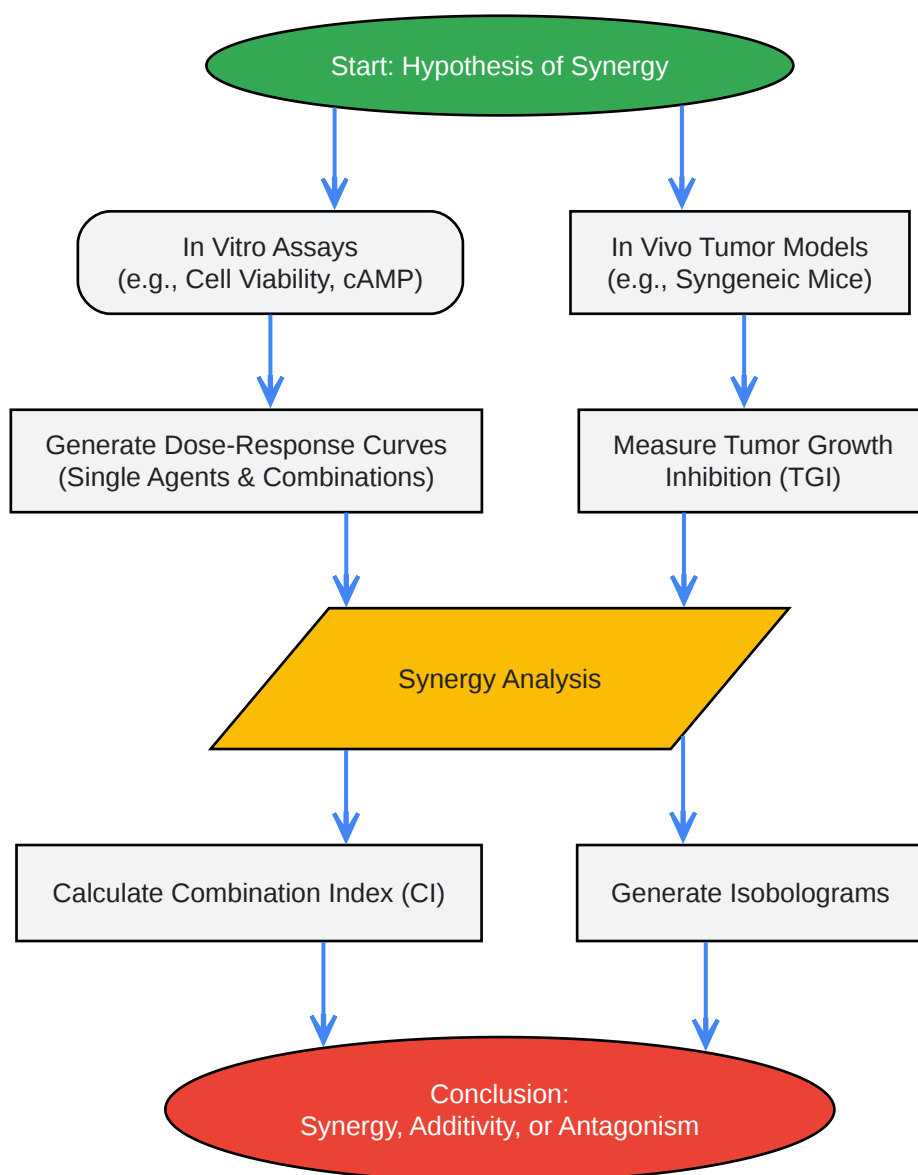 Start: Hypothesis of Synergy
In Vitro Assays
(e.g., Cell Viability, cAMP)
In Vivo Tumor Models
(e.g., Syngeneic Mice)
Generate Dose-Response Curves
(Single Agents & Combinations)
Measure Tumor Growth
Inhibition (TGI)
Synergy Analysis
Calculate Combination Index (CI)
Generate Isobolograms
Conclusion:
Synergy, Additivity, or Antagonism